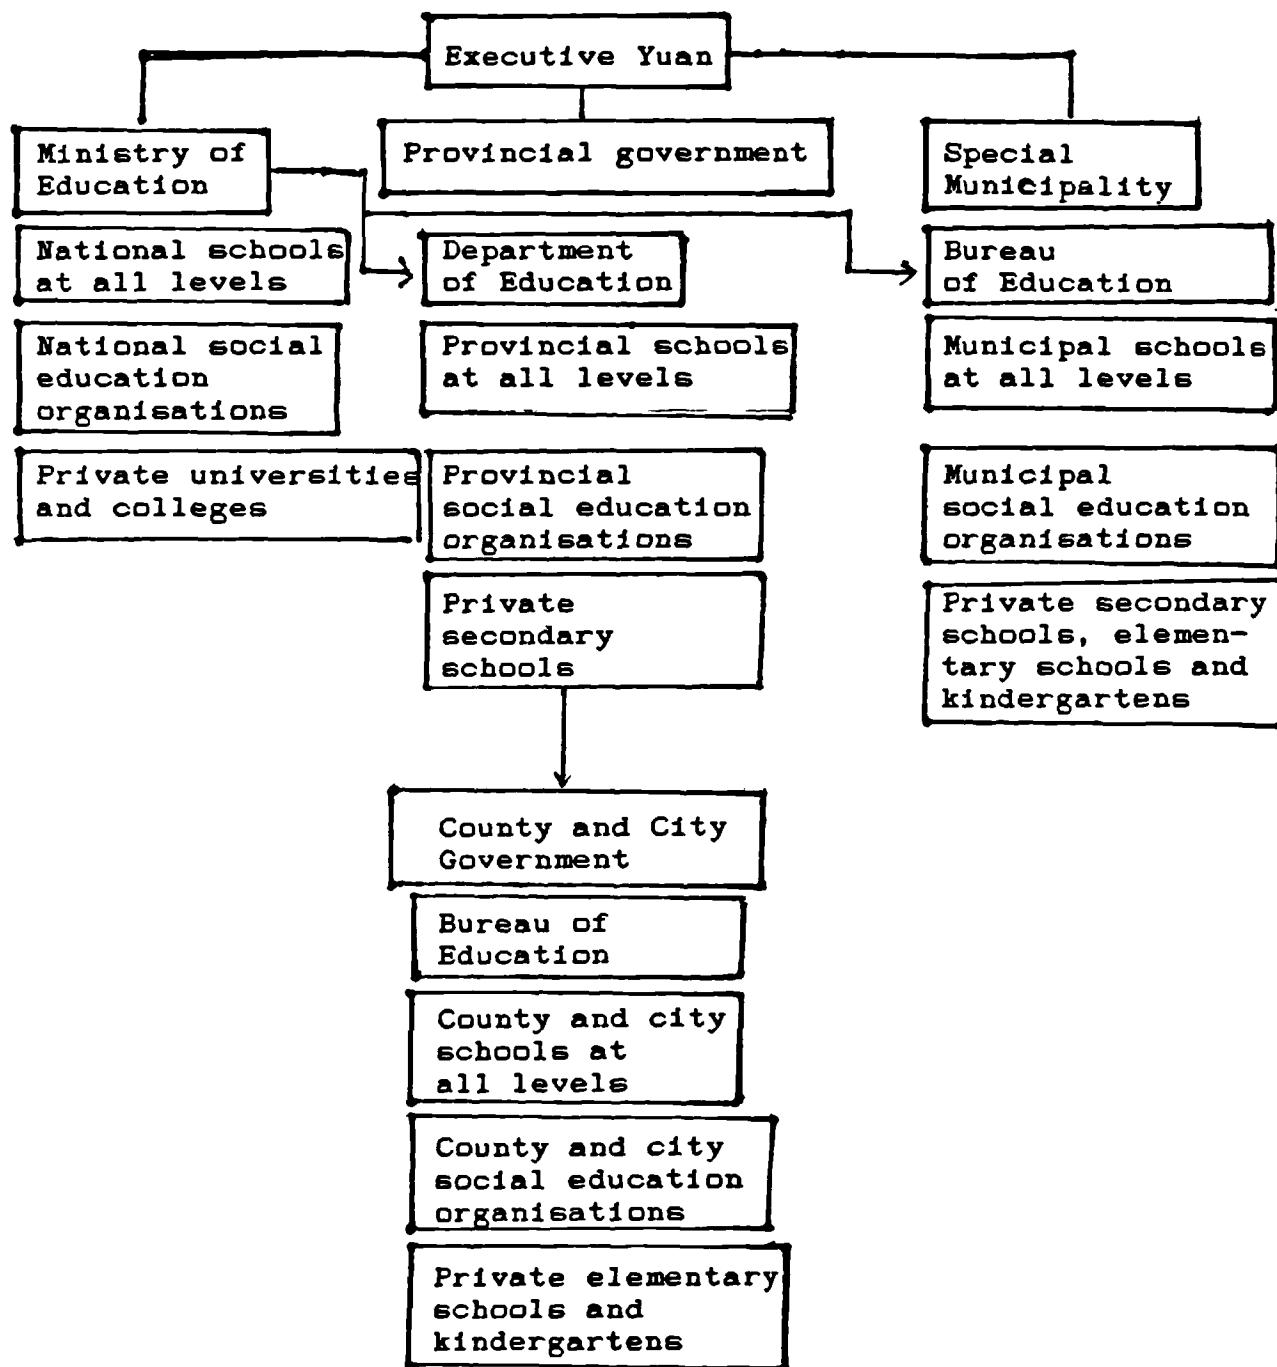 Executive Yuan
Ministry of
Education
Provincial government
Special
Municipality
National schools
at all levels
Department
of Education
Bureau
of Education
National social
education
organisations
Provincial schools
at all levels
Municipal schools
at all levels
Private universities
and colleges
Provincial
social education
organisations
Municipal
social education
organisations
Private
secondary
schools
Private secondary
schools, elemen-
tary schools and
kindergartens
County and City
Government
Bureau of
Education
County and city
schools at
all levels
County and city
social education
organisations
Private elementary
schools and
kindergartens